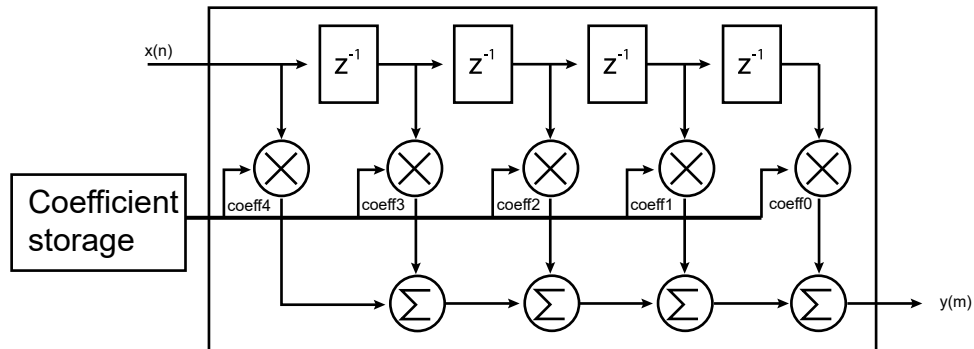 x(n)
z-1
z-1
z-1
z-1
Coefficient
storage
coeff4
coeff3
coeff2
coeff1
coeff0
Σ
Σ
Σ
Σ
y(m)